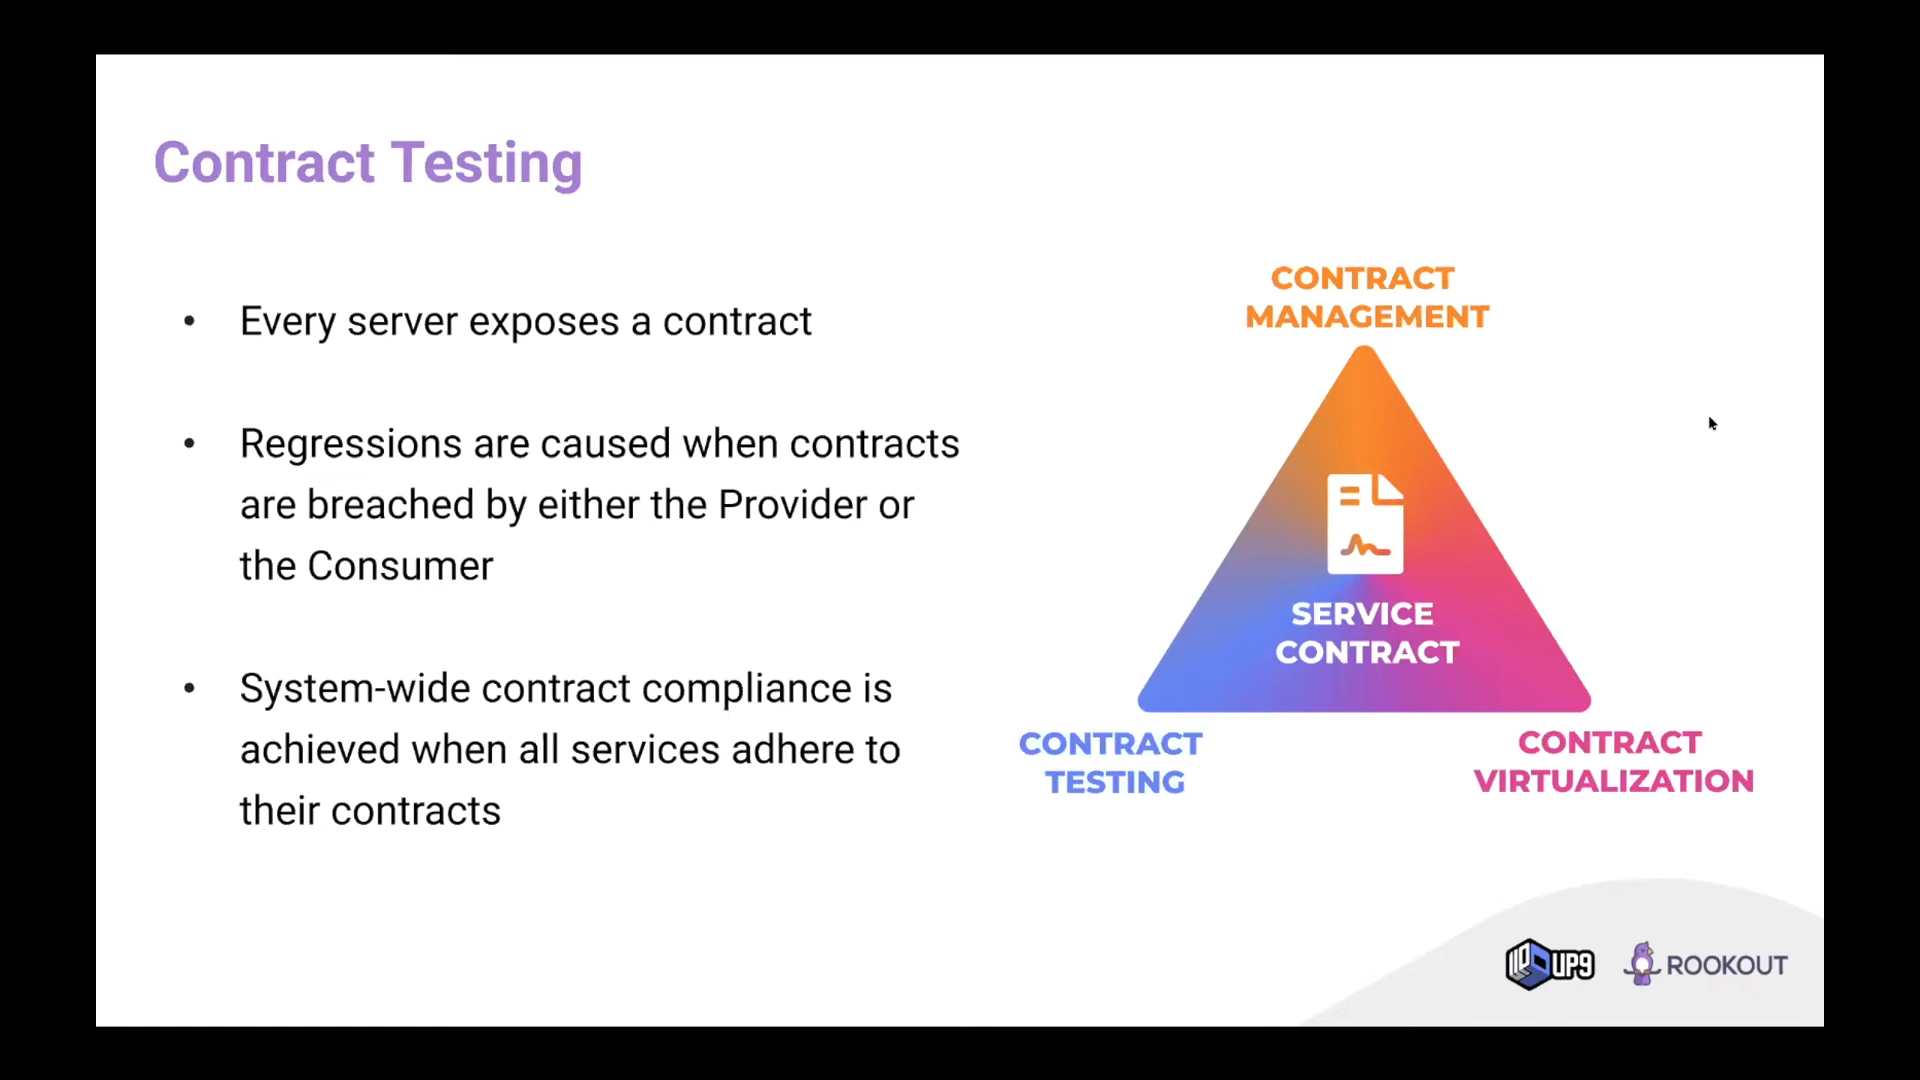 Contract Testing
• Every server exposes a contract
• Regressions are caused when contracts
are breached by either the Provider or
the Consumer
• System-wide contract compliance is
achieved when all services adhere to
their contracts
CONTRACT
MANAGEMENT
SERVICE
CONTRACT
CONTRACT
TESTING
CONTRACT
VIRTUALIZATION
UP9
ROOKOUT